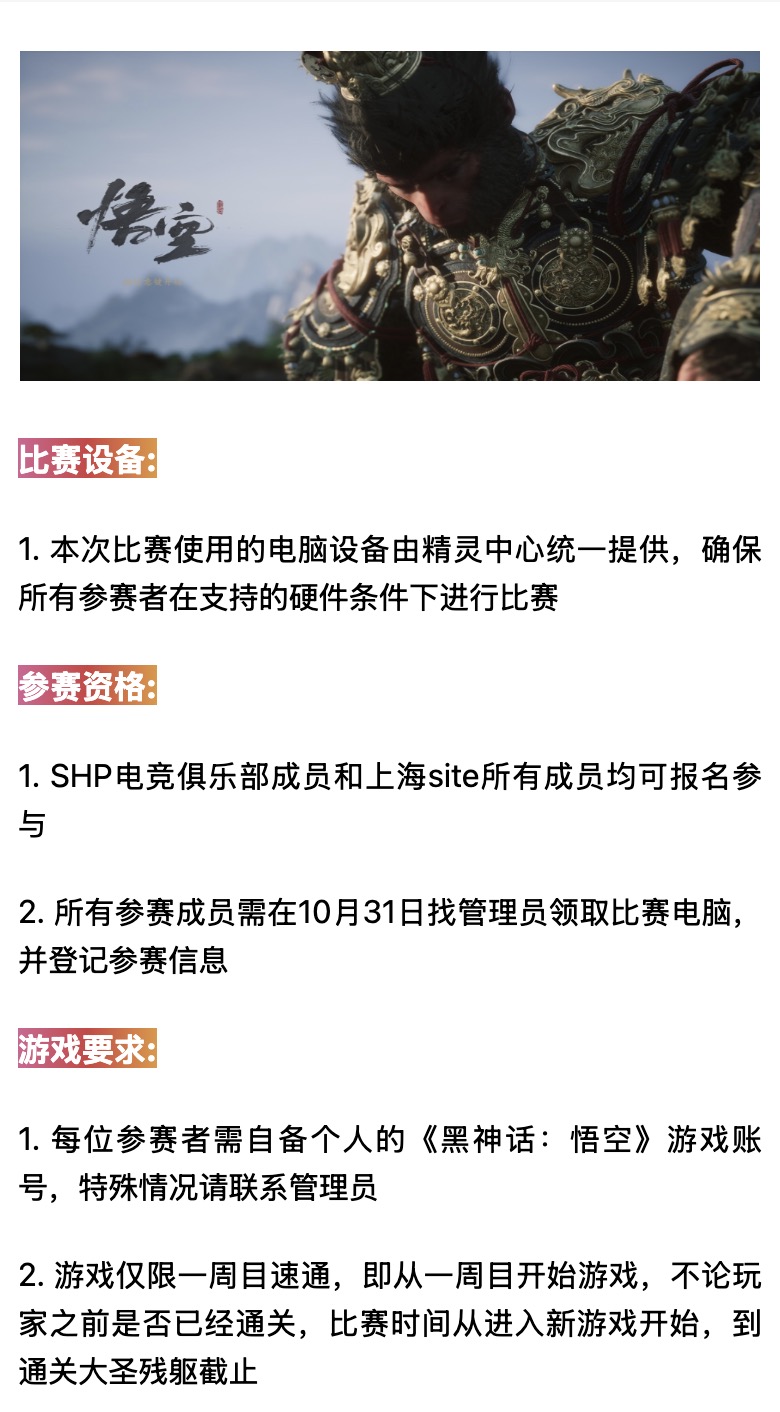 悟空
比赛设备:
1. 本次比赛使用的电脑设备由精灵中心统一提供，确保
所有参赛者在支持的硬件条件下进行比赛
参赛资格:
1. SHP电竞俱乐部成员和上海site所有成员均可报名参
与
2. 所有参赛成员需在10月31日找管理员领取比赛电脑，
并登记参赛信息
游戏要求:
1. 每位参赛者需自备个人的《黑神话：悟空》游戏账
号，特殊情况请联系管理员
2. 游戏仅限一周目速通，即从一周目开始游戏，不论玩
家之前是否已经通关，比赛时间从进入新游戏开始，到
通关大圣残躯截止